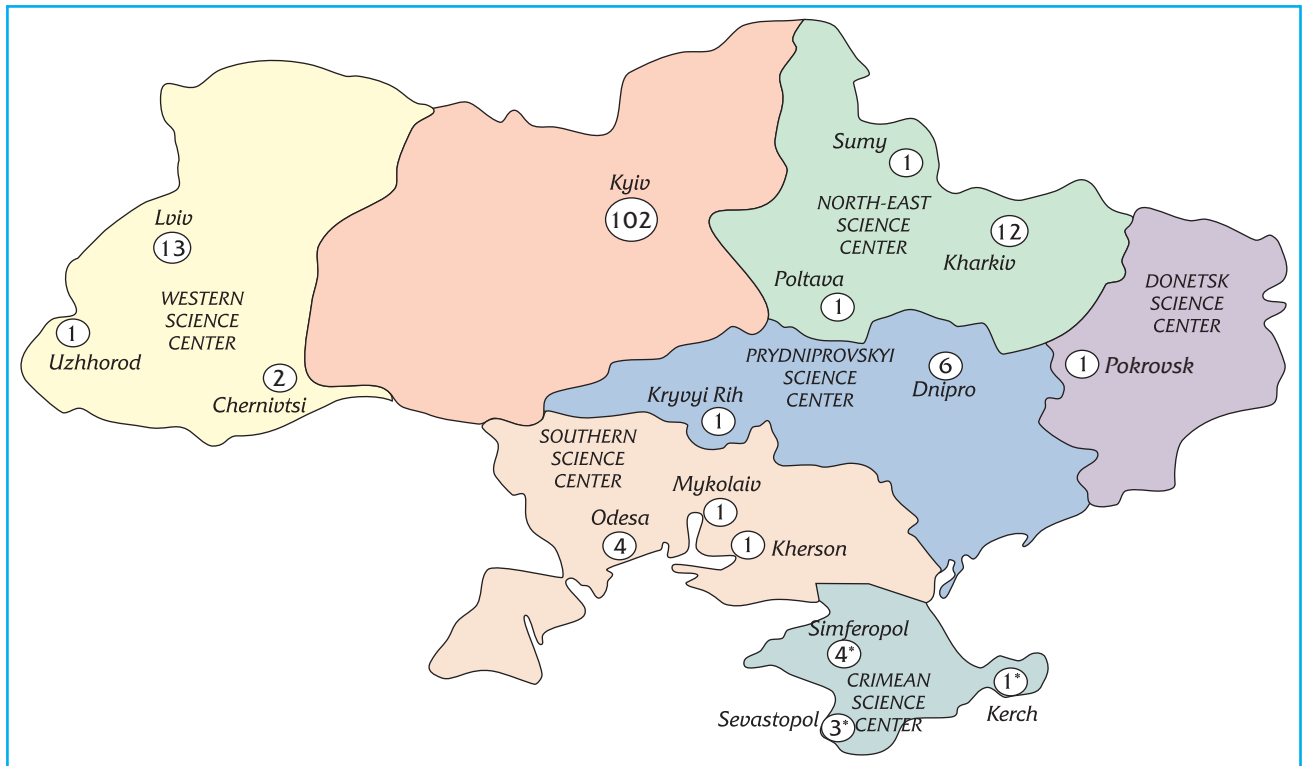 Sumy
1
Kyiv
102
NORTH-EAST
SCIENCE
CENTER
12
Kharkiv
Lviv
13
Poltava
1
WESTERN
SCIENCE
CENTER
DONETSK
SCIENCE
CENTER
1
Uzhhorod
2
Chernivtsi
PRYDNIPROVSKYI
SCIENCE
CENTER
6
Dnipro
1
Pokrovsk
Kryvyi Rih
1
SOUTHERN
SCIENCE
CENTER
Mykolaiv
1
Odesa
4
1
Kherson
Simferopol
4*
CRIMEAN
SCIENCE
CENTER
1*
Kerch
Sevastopol
3*